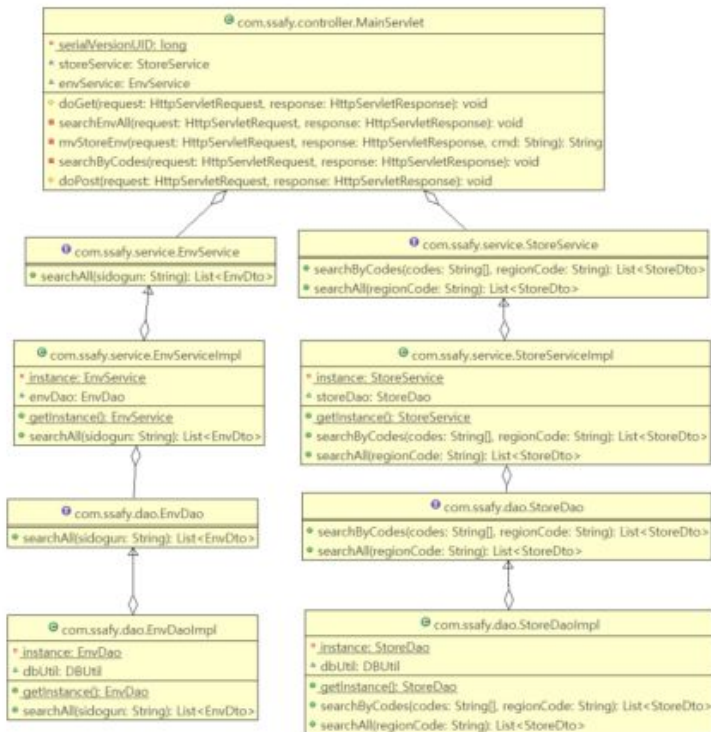 com.ssafy.controller.MainServlet
serialVersionUID: long
storeService: StoreService
envService: EnvService
doGet(request: HttpServletRequest, response: HttpServletResponse): void
searchEnvAll(request: HttpServletRequest, response: HttpServletResponse): void
mvStoreEnv(request: HttpServletRequest, response: HttpServletResponse, cmd: String): String
searchByCodes(request: HttpServletRequest, response: HttpServletResponse): void
doPost(request: HttpServletRequest, response: HttpServletResponse): void
com.ssafy.service.EnvService
searchAll(sidogun: String): List<EnvDto>
com.ssafy.service.StoreService
searchByCodes(codes: String[], regionCode: String): List<StoreDto>
searchAll(regionCode: String): List<StoreDto>
com.ssafy.service.EnvServiceImpl
instance: EnvService
envDao: EnvDao
getInstance(): EnvService
searchAll(sidogun: String): List<EnvDto>
com.ssafy.service.StoreServiceImpl
instance: StoreService
storeDao: StoreDao
getInstance(): StoreService
searchByCodes(codes: String[], regionCode: String): List<StoreDto>
searchAll(regionCode: String): List<StoreDto>
com.ssafy.dao.EnvDao
searchAll(sidogun: String): List<EnvDto>
com.ssafy.dao.StoreDao
searchByCodes(codes: String[], regionCode: String): List<StoreDto>
searchAll(regionCode: String): List<StoreDto>
com.ssafy.dao.EnvDaoImpl
instance: EnvDao
dbUtil: DBUtil
getInstance(): EnvDao
searchAll(sidogun: String): List<EnvDto>
com.ssafy.dao.StoreDaoImpl
instance: StoreDao
dbUtil: DBUtil
getInstance(): StoreDao
searchByCodes(codes: String[], regionCode: String): List<StoreDto>
searchAll(regionCode: String): List<StoreDto>